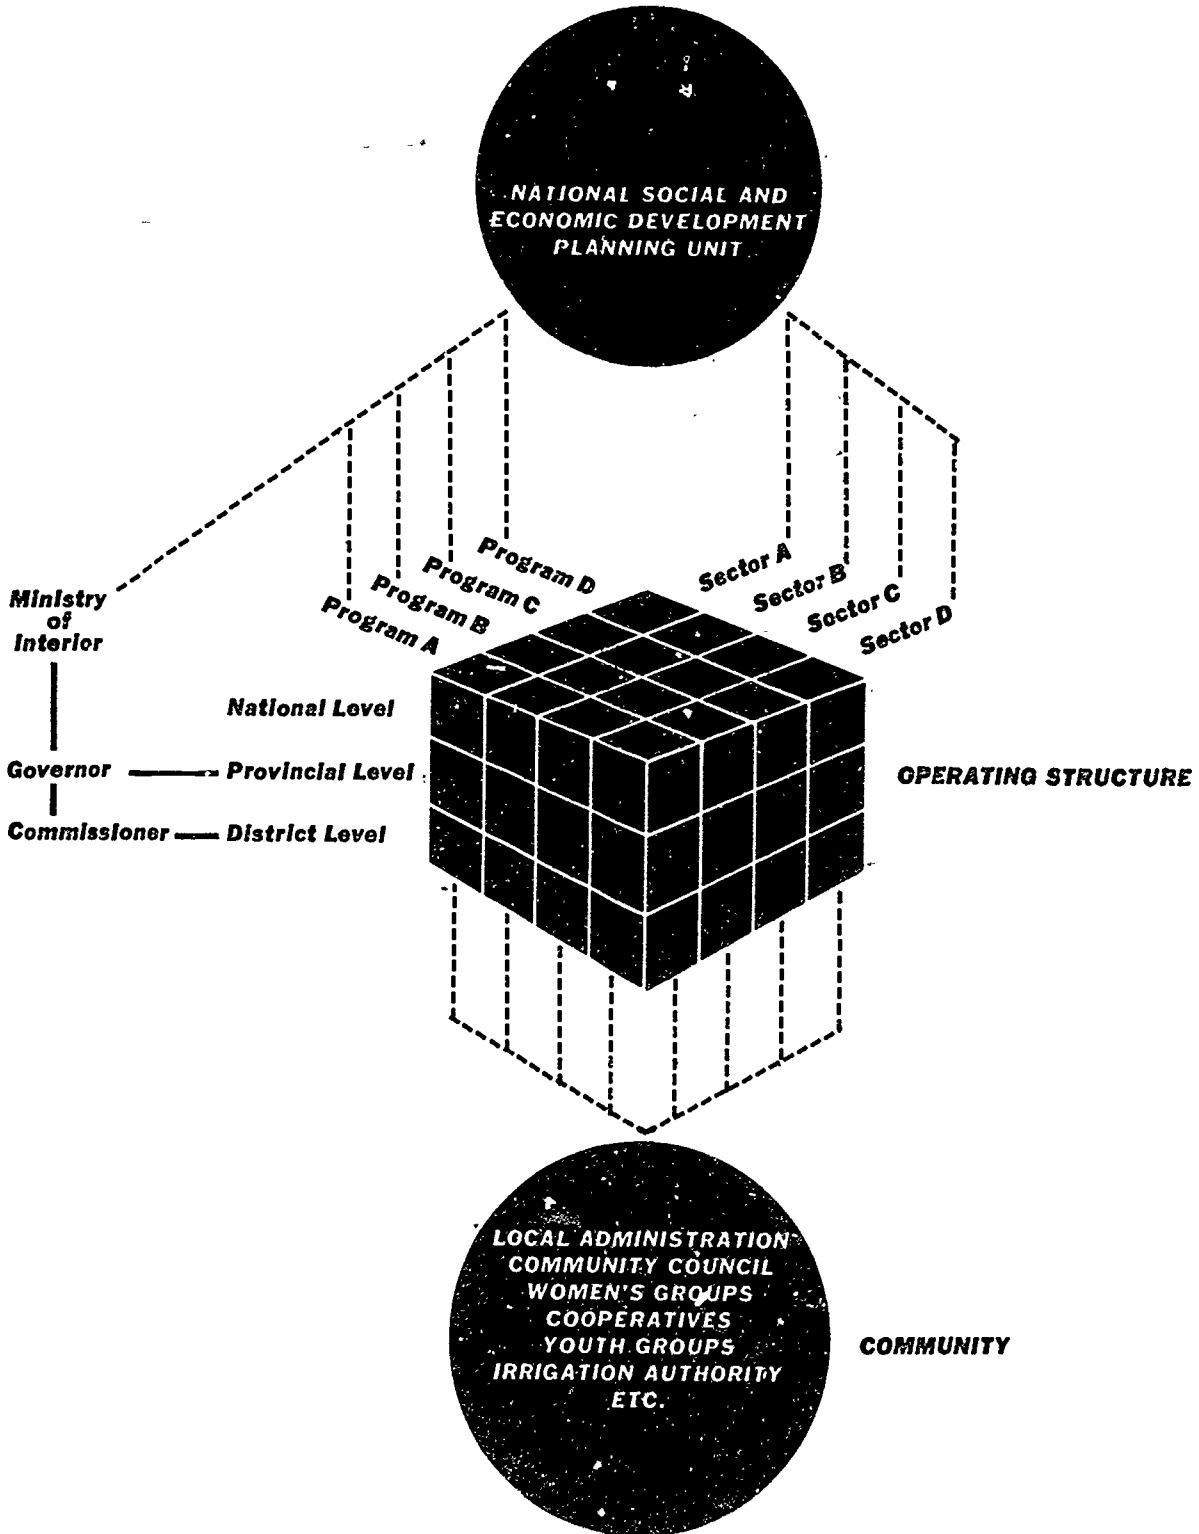 NATIONAL SOCIAL AND
ECONOMIC DEVELOPMENT
PLANNING UNIT
Program D
Program C
Program B
Program A
Sector A
Sector B
Sector C
Sector D
Ministry
of
Interior
National Level
Governor
Provincial Level
Commissioner
District Level
OPERATING STRUCTURE
LOCAL ADMINISTRATION
COMMUNITY COUNCIL
WOMEN'S GROUPS
COOPERATIVES
YOUTH GROUPS
IRRIGATION AUTHORITY
ETC.
COMMUNITY